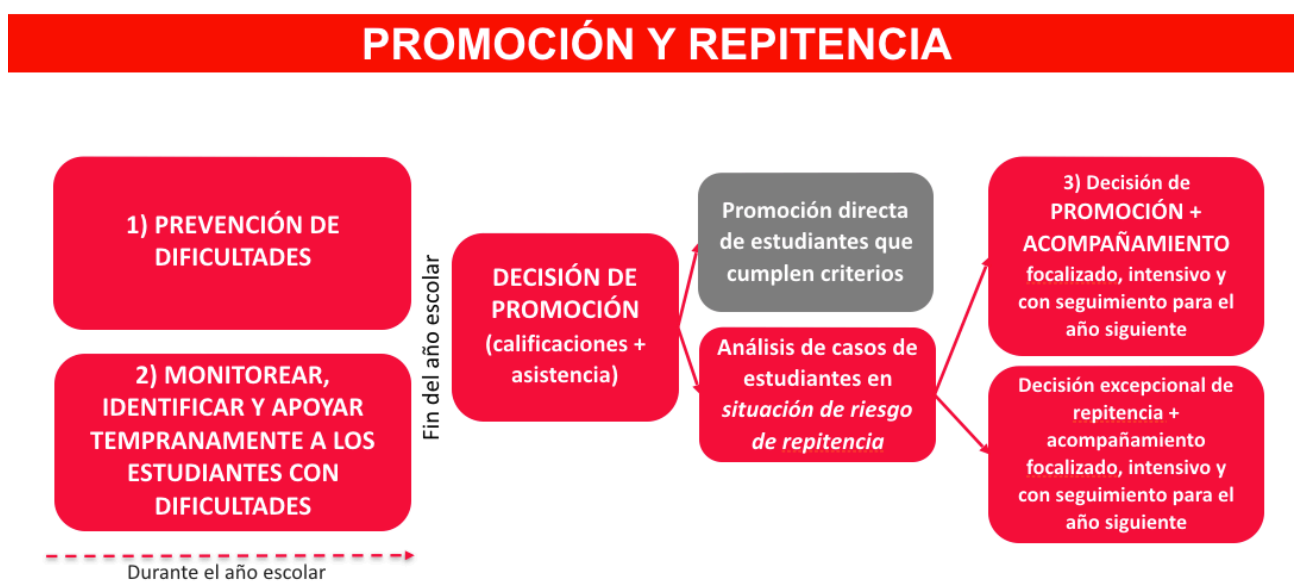 PROMOCIÓN Y REPITENCIA
1) PREVENCIÓN DE
DIFICULTADES
2) MONITOREAR,
IDENTIFICAR Y APOYAR
TEMPRANAMENTE A LOS
ESTUDIANTES CON
DIFICULTADES
Durante el año escolar
Fin del año escolar
DECISIÓN DE
PROMOCIÓN
(calificaciones +
asistencia)
Promoción directa
de estudiantes que
cumplen criterios
Análisis de casos de
estudiantes en
situación de riesgo
de repitencia
3) Decisión de
PROMOCIÓN +
ACOMPAÑAMIENTO
focalizado, intensivo y
con seguimiento para el
año siguiente
Decisión excepcional de
repitencia +
acompañamiento
focalizado, intensivo y
con seguimiento para el
año siguiente